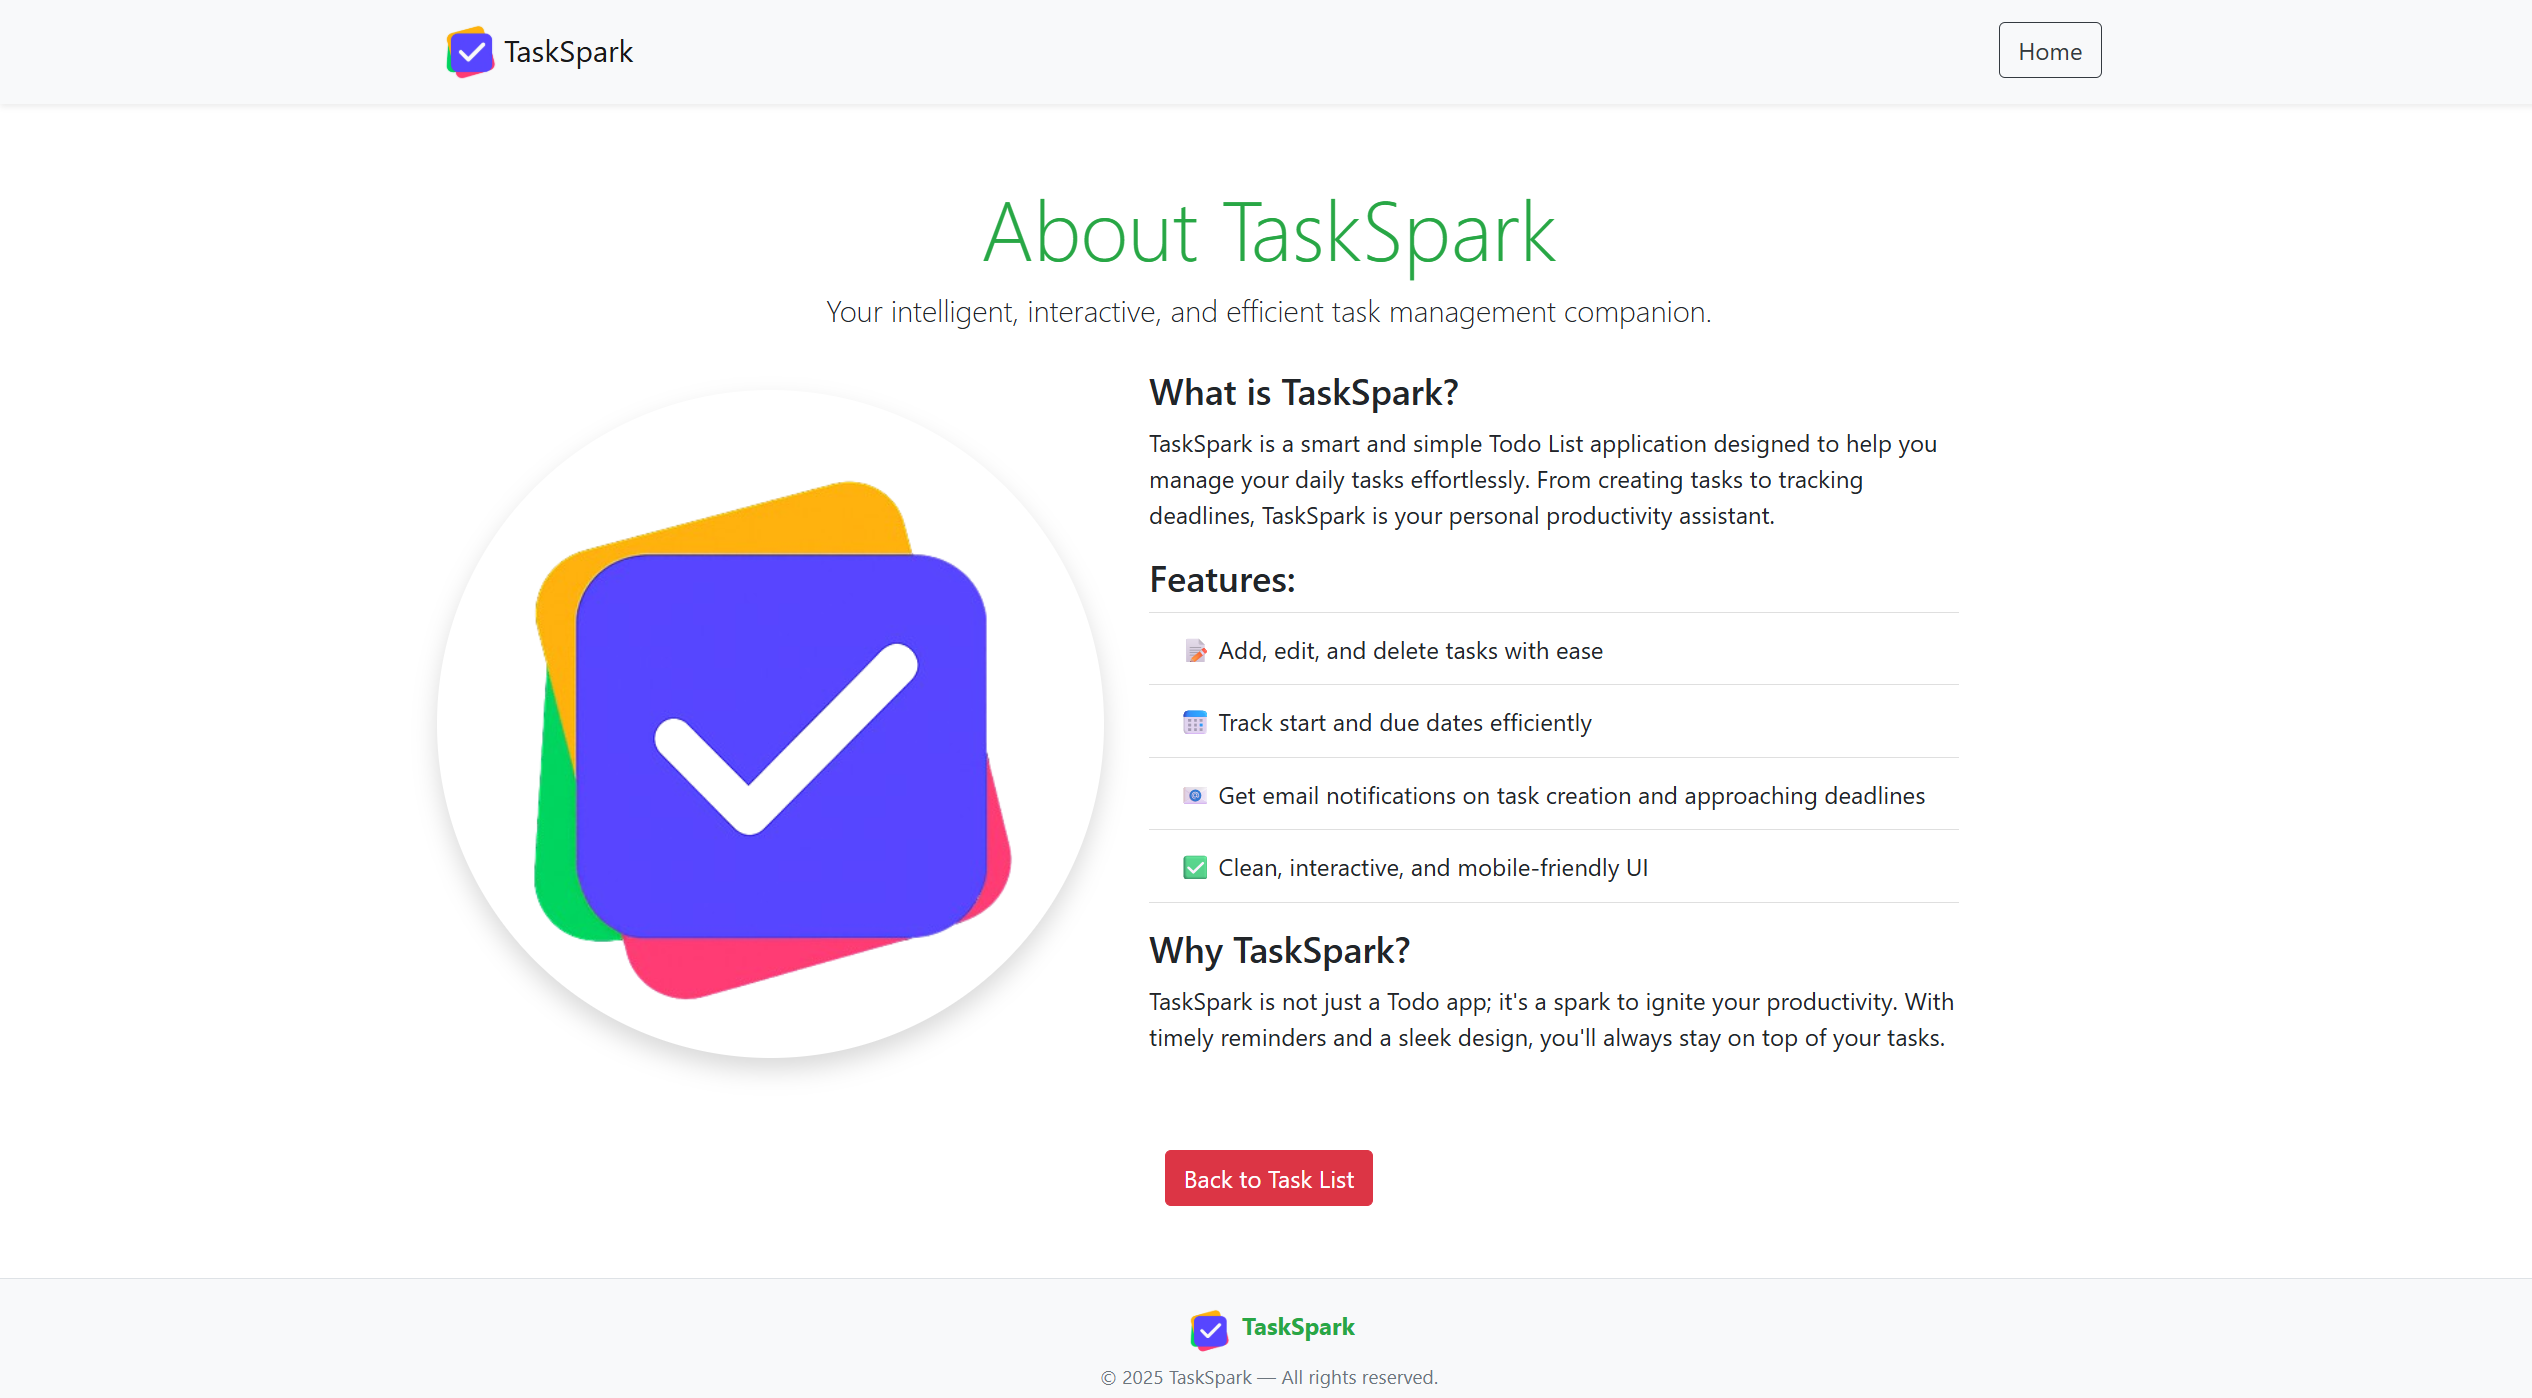 TaskSpark
Home
About TaskSpark
Your intelligent, interactive, and efficient task management companion.
What is TaskSpark?
TaskSpark is a smart and simple Todo List application designed to help you
manage your daily tasks effortlessly. From creating tasks to tracking
deadlines, TaskSpark is your personal productivity assistant.
Features:
📝 Add, edit, and delete tasks with ease
📅 Track start and due dates efficiently
📧 Get email notifications on task creation and approaching deadlines
✅ Clean, interactive, and mobile-friendly UI
Why TaskSpark?
TaskSpark is not just a Todo app; it's a spark to ignite your productivity. With
timely reminders and a sleek design, you'll always stay on top of your tasks.
Back to Task List
TaskSpark
© 2025 TaskSpark — All rights reserved.